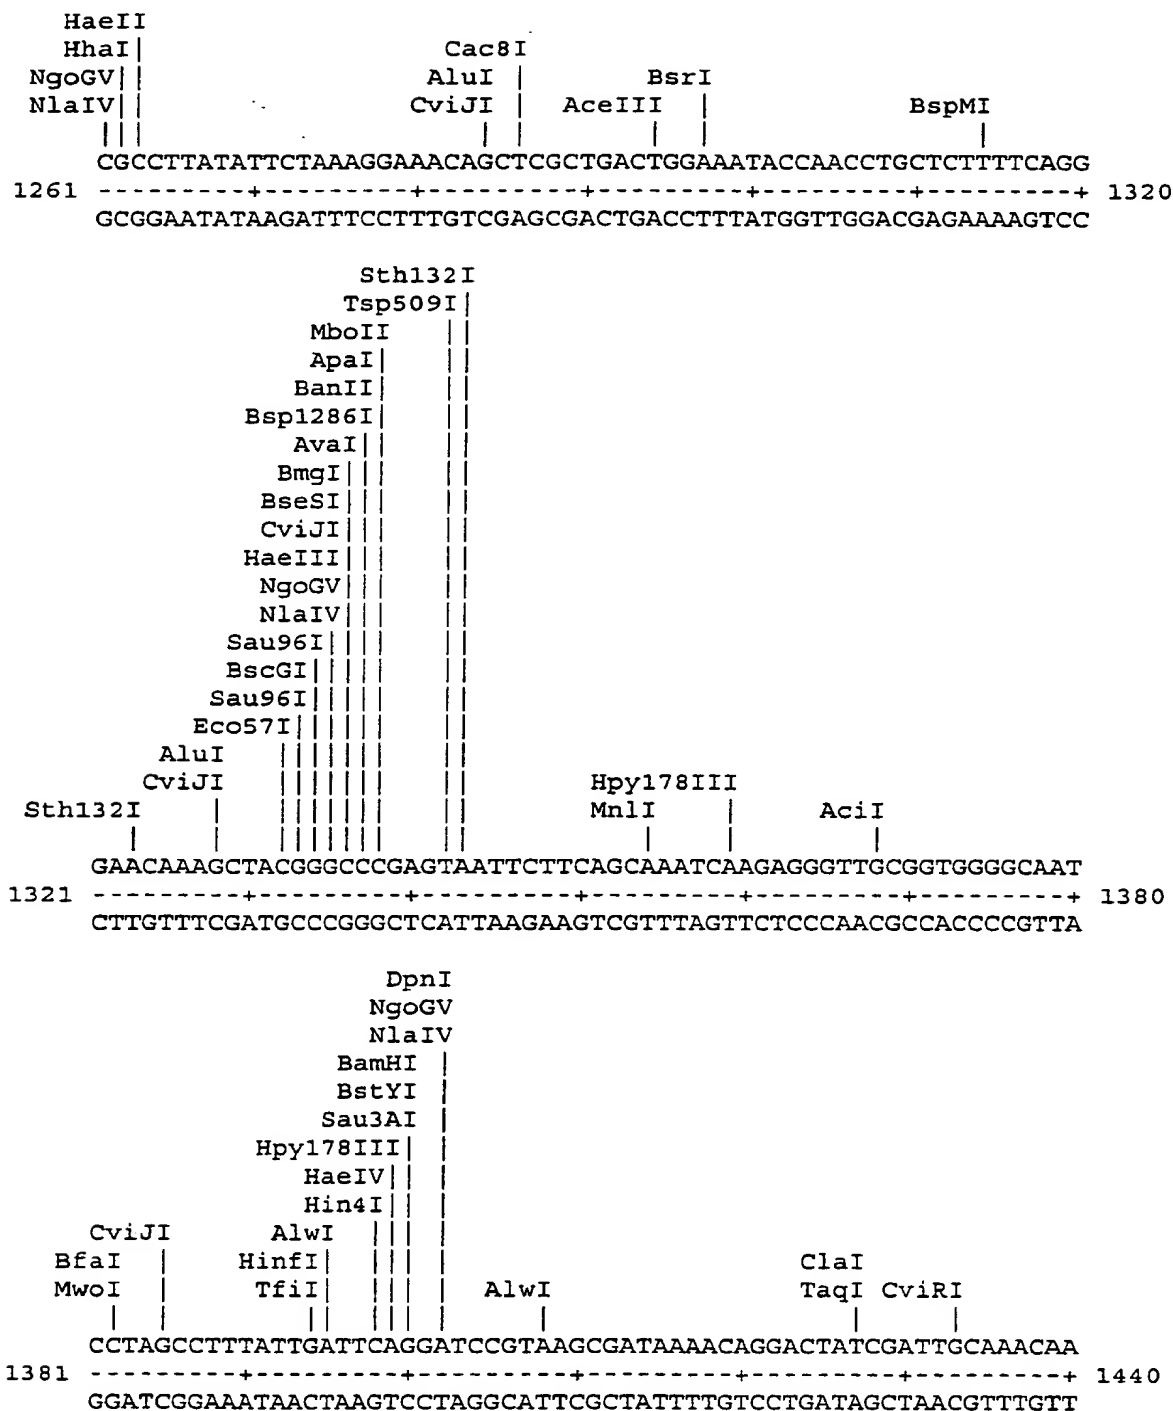 HaeII
HhaI|
Cac8I
NgoGV||
AluI |
BsrI
NlaIV||
CviJI |
AceIII |
BspMI
CGCCTTATATTCTAAAGGAAACAGCTCGCTGACTGGAAATACCAACCTGCTCTTTTCAGG
1261 ---------+---------+---------+---------+---------+---------+ 1320
GCGGAATATAAGATTTCCTTTGTCGAGCGACTGACCTTTATGGTTGGACGAGAAAAGTCC
Sth132I
Tsp509I|
MboII ||
ApaI| ||
BanII| ||
Bsp1286I| ||
AvaI|| ||
BmgI||| ||
BseSI||| ||
CviJI||| ||
HaeIII||| ||
NgoGV||| ||
NlaIV||| ||
Sau96I|||| ||
BscGI||||| ||
Sau96I||||| ||
Eco57I|||||| ||
AluI ||||||| ||
CviJI ||||||| || Hpy178III
Sth132I | ||||||| || MnlI | AciI
GAACAAAGCTACGGGCCCGAGTAATTCTTCAGCAAATCAAGAGGGTTGCGGTGGGGCAAT
1321 ---------+---------+---------+---------+---------+---------+ 1380
CTTGTTTCGATGCCCGGGCTCATTAAGAAGTCGTTTAGTTCTCCCAACGCCACCCCGTTA
DpnI
NgoGV
NlaIV
BamHI |
BstYI |
Sau3AI |
Hpy178III| |
HaeIV|| |
Hin4I|| |
CviJI AlwI ||| |
BfaI | HinfI| ||| | ClaI
MwoI | TfiI| ||| | AlwI TaqI CviRI
CCTAGCCTTTATTGATTCAGGATCCGTAAGCGATAAAACAGGACTATCGATTGCAAACAA
1381 ---------+---------+---------+---------+---------+---------+ 1440
GGATCGGAAATAACTAAGTCCTAGGCATTCGCTATTTTGTCCTGATAGCTAACGTTTGTT